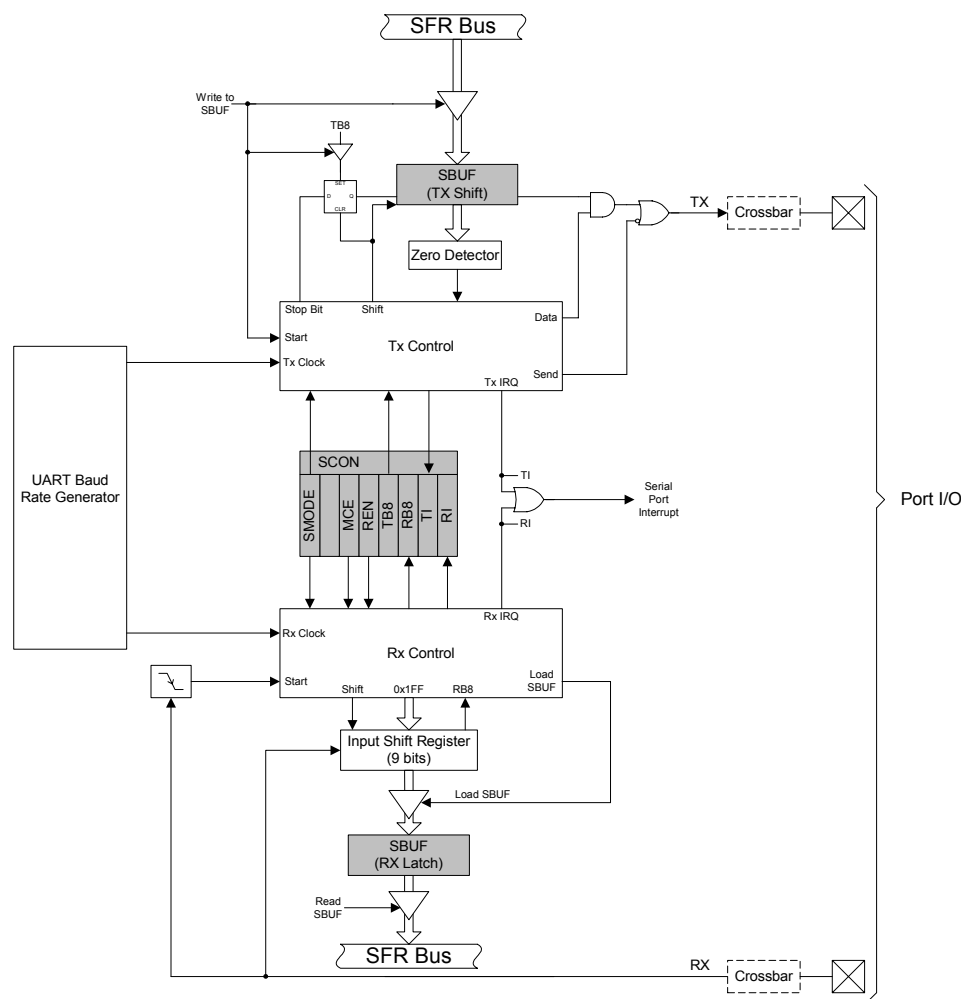 SFR Bus
Write to
SBUF
TB8
SET
D
Q
CLR
SBUF
(TX Shift)
TX
Crossbar
Zero Detector
Stop Bit
Shift
Data
Start
Tx Control
Tx Clock
Send
Tx IRQ
UART Baud
Rate Generator
SCON
SMODE
MCE
REN
TB8
RB8
TI
RI
TI
Serial
Port
Interrupt
RI
Port I/O
Rx IRQ
Rx Clock
Rx Control
Start
Load
SBUF
Shift
0x1FF
RB8
Input Shift Register
(9 bits)
Load SBUF
SBUF
(RX Latch)
Read
SBUF
SFR Bus
RX
Crossbar